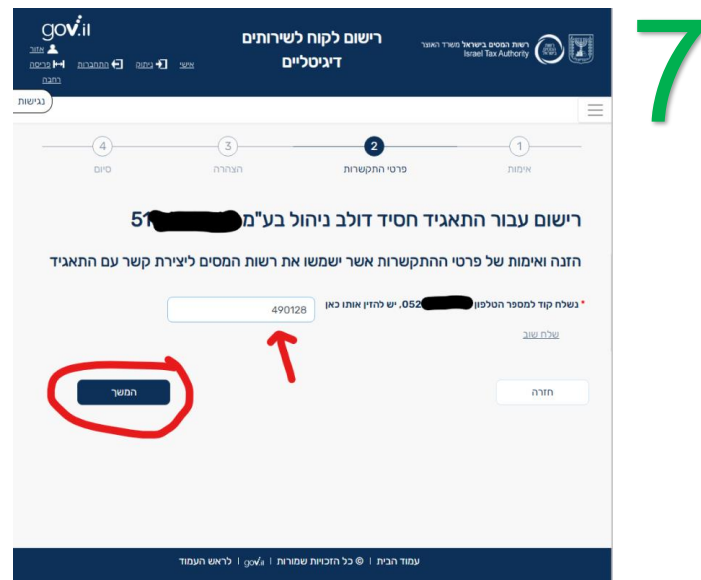 7
gov.il
רישום לקוח לשירותים
דיגיטליים
רשות המסים בישראל משרד האוצר
Israel Tax Authority
אזור
אישי
ניתוק
התחברות
פריסה
רחבה
נגישות
1
2
3
4
אימות
פרטי התקשרות
הצהרה
סיום
רישום עבור התאגיד חסיד דולב ניהול בע"מ 51
הזנה ואימות של פרטי ההתקשרות אשר ישמשו את רשות המסים ליצירת קשר עם התאגיד
* נשלח קוד למספר הטלפון 052, יש להזין אותו כאן
490128
שלח שוב
חזרה
המשך
עמוד הבית | © כל הזכויות שמורות | gov.il | לראש העמוד